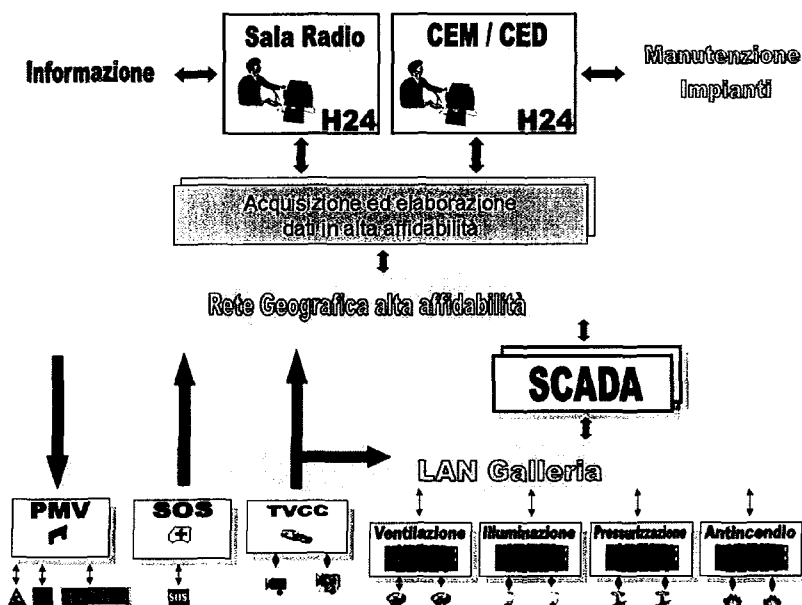 Sala Radio
CEM / CED
Informazione
Manutenzione
Impianti
H24
H24
Acquisizione ed elaborazione
dati in alta affidabilità
Rete Geografica alta affidabilità
SCADA
LAN Galleria
PMV
SOS
TVCC
Ventilazione
Illuminazione
Pressurizzazione
Antincendio
SOS